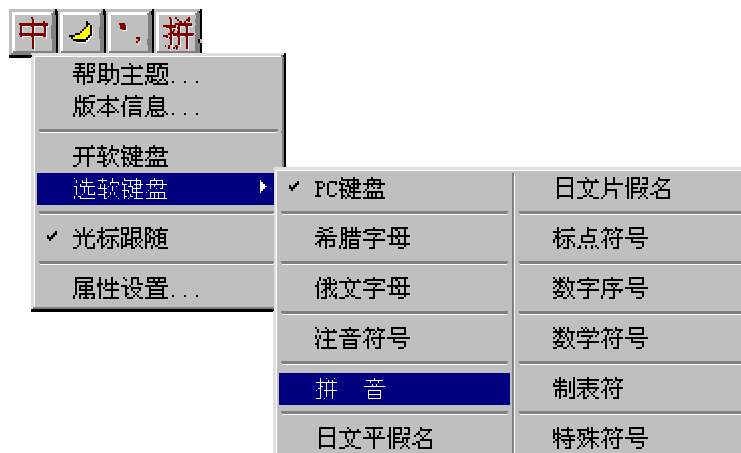 中 •, 拼
帮助主题...
版本信息...
开软键盘
选软键盘
光标跟随
属性设置...
PC键盘
希腊字母
俄文字母
注音符号
拼 音
日文平假名
日文片假名
标点符号
数字序号
数学符号
制表符
特殊符号